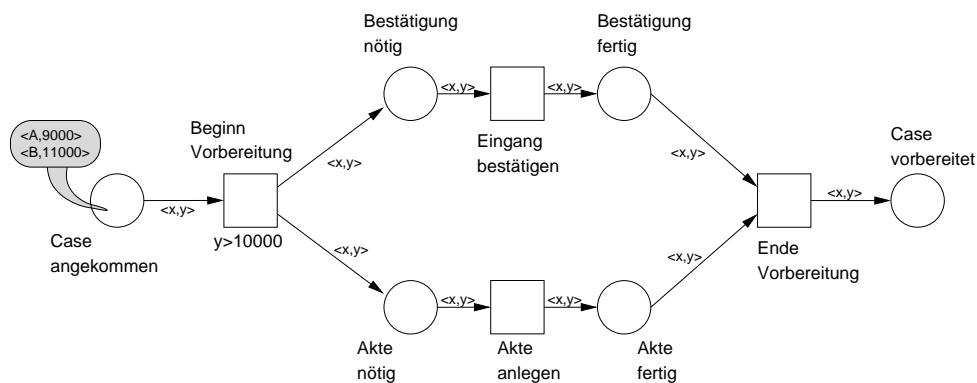 Bestätigung
nötig
Bestätigung
fertig
<x,y>
<x,y>
<A,9000>
<B,11000>
Beginn
Vorbereitung
Eingang
bestätigen
Case
vorbereitet
<x,y>
<x,y>
<x,y>
<x,y>
Case
angekommen
y>10000
<x,y>
<x,y>
Ende
Vorbereitung
<x,y>
<x,y>
Akte
nötig
Akte
anlegen
Akte
fertig